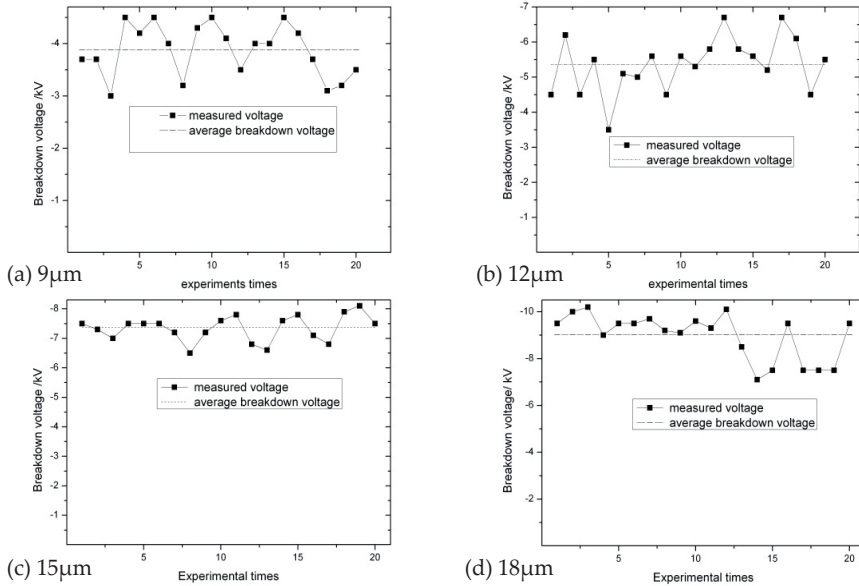 -4
-3
-2
-1
Breakdown voltage /kV
measured voltage
average breakdown voltage
5
10
15
20
experiments times
(a) 9μm
-7
-6
-5
-4
-3
-2
-1
Breakdown voltage /kV
measured voltage
average breakdown voltage
5
10
15
20
experimental times
(b) 12μm
-8
-7
-6
-5
-4
-3
-2
-1
Breakdown voltage /kV
measured voltage
average breakdown voltage
5
10
15
20
Experimental times
(c) 15μm
-10
-8
-6
-4
-2
Breakdown voltage/ kV
measured voltage
average breakdown voltage
5
10
15
20
Experimental times
(d) 18μm